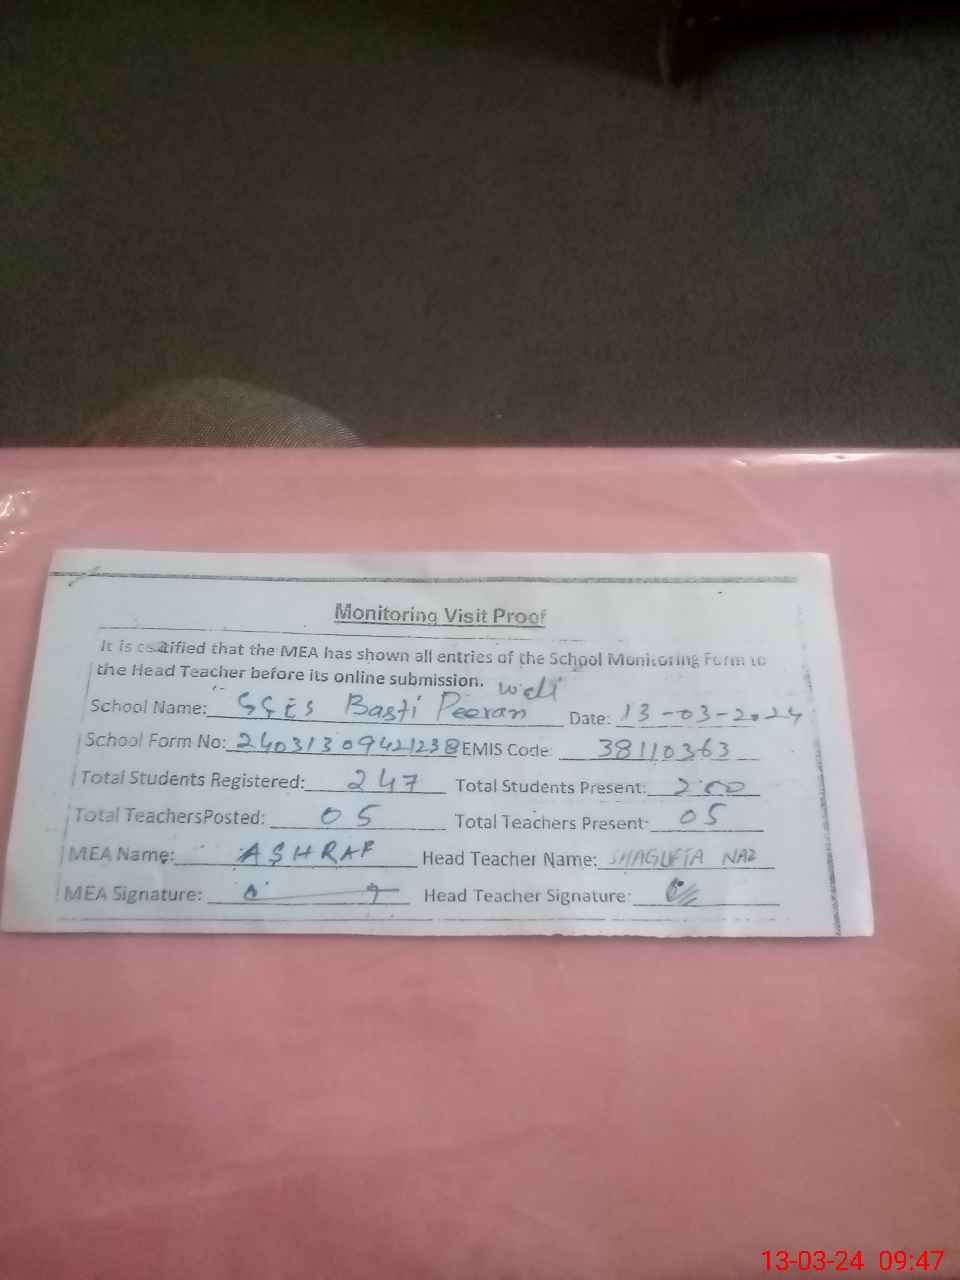 Monitoring Visit Proof
It is certified that the MEA has shown all entries of the School Monitoring Form to
the Head Teacher before its online submission.
School Name: GGES Basti Peeran wali Date: 13-03-2024
School Form No: 24031309421238 EMIS Code: 38110363
Total Students Registered: 247 Total Students Present: 200
Total TeachersPosted: 05 Total Teachers Present: 05
MEA Name: ASHRAF Head Teacher Name: SHAGUFTA NAZ
MEA Signature: Head Teacher Signature:
13-03-24 09:47